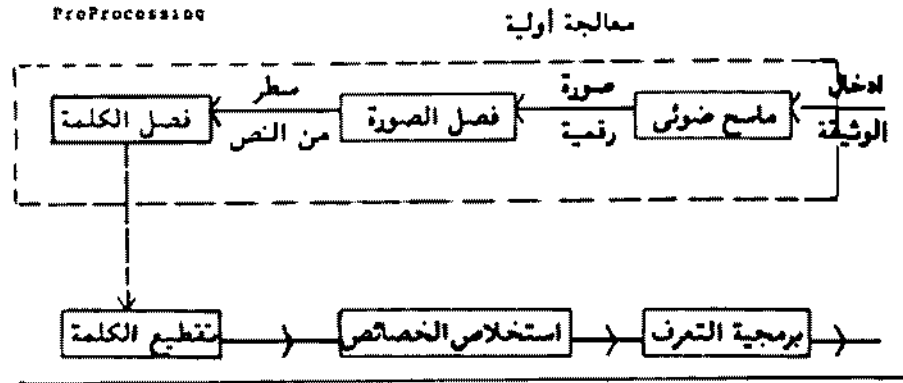 PreProcessing
معالجة أولية
ادخال
الوثيقة
ماسح ضوئى
صورة
رقمية
فصل الصورة
سطر
من النص
فصل الكلمة
تقطيع الكلمة
استخلاص الخصائص
برمجية التعرف